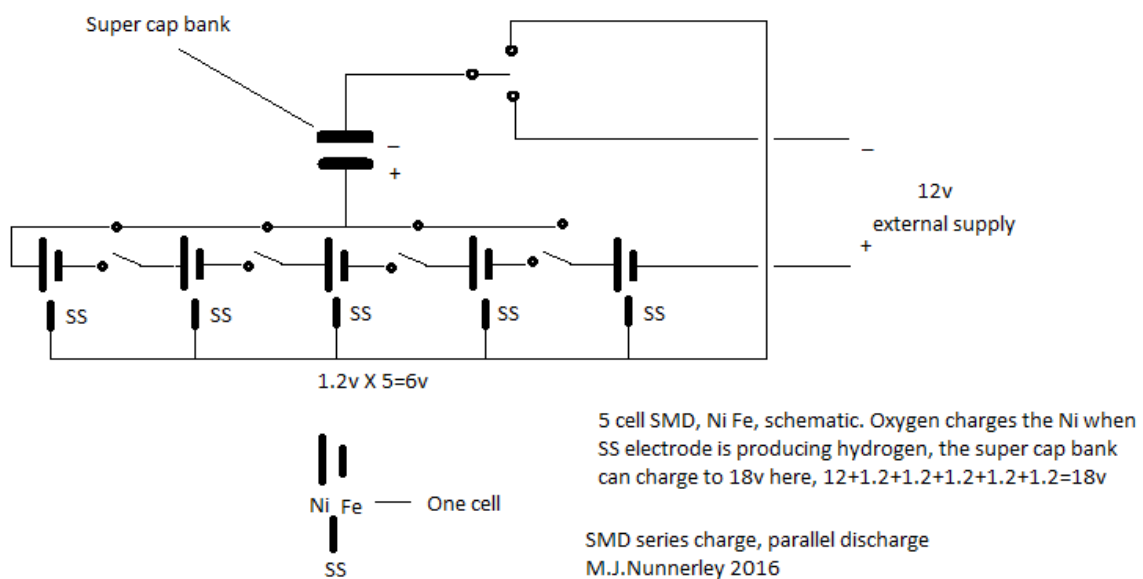 Super cap bank
–
+
–
12v
external supply
+
SS
SS
SS
SS
SS
1.2v X 5=6v
5 cell SMD, Ni Fe, schematic. Oxygen charges the Ni when
SS electrode is producing hydrogen, the super cap bank
can charge to 18v here, 12+1.2+1.2+1.2+1.2+1.2=18v
Ni Fe
One cell
SS
SMD series charge, parallel discharge
M.J.Nunnerley 2016